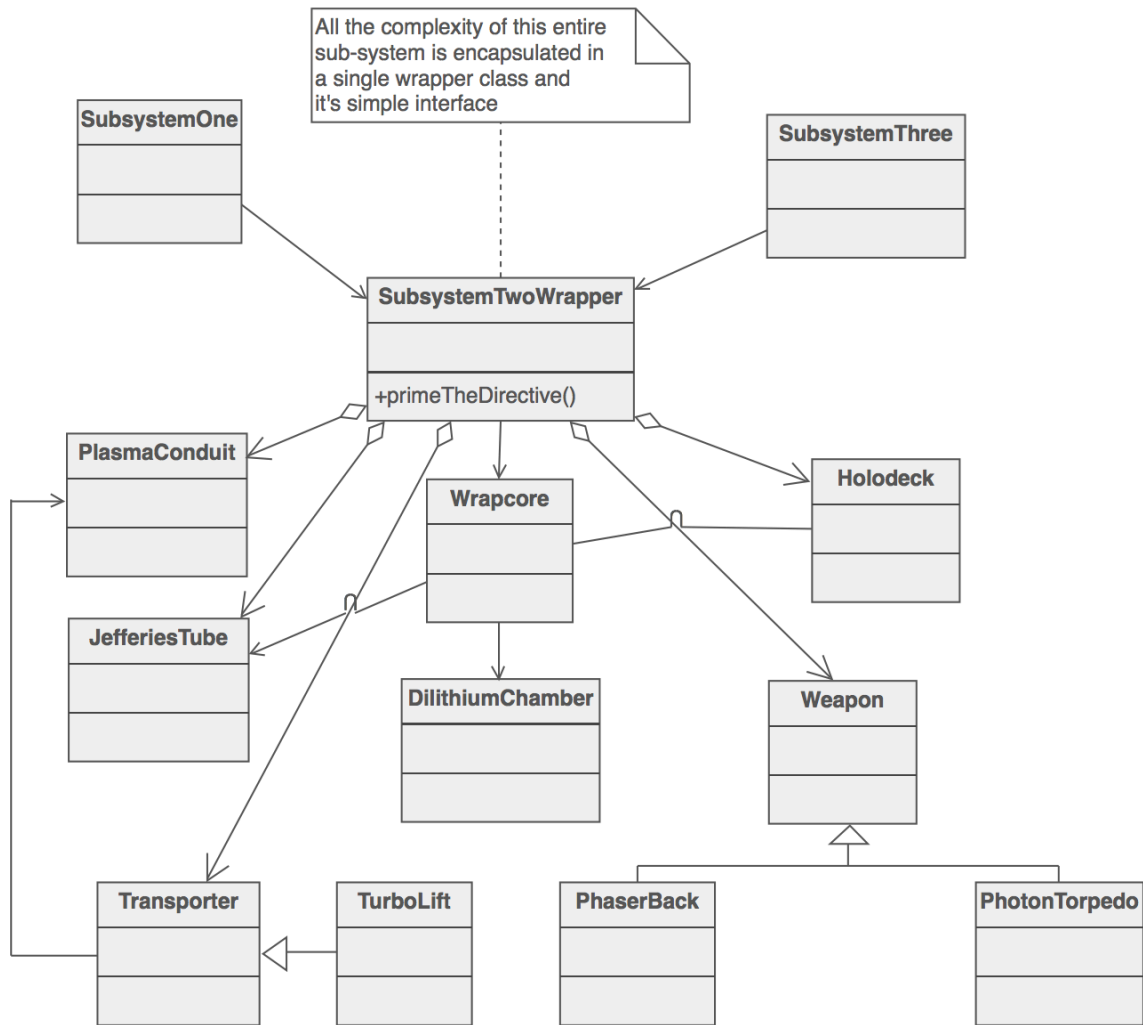 All the complexity of this entire
sub-system is encapsulated in
a single wrapper class and
it's simple interface
SubsystemOne
SubsystemThree
SubsystemTwoWrapper
+primeTheDirective()
PlasmaConduit
Wrapcore
Holodeck
JefferiesTube
DilithiumChamber
Weapon
Transporter
TurboLift
PhaserBack
PhotonTorpedo